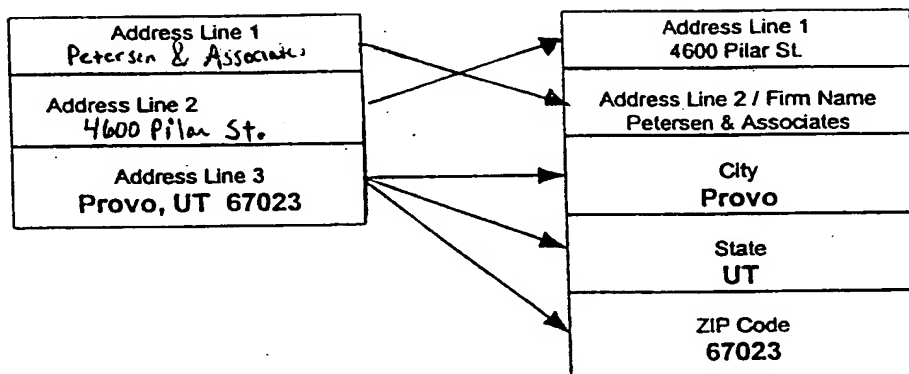 Address Line 1
Petersen & Associates
Address Line 2
4600 Pilar St.
Address Line 3
Provo, UT 67023
Address Line 1
4600 Pilar St.
Address Line 2 / Firm Name
Petersen & Associates
City
Provo
State
UT
ZIP Code
67023